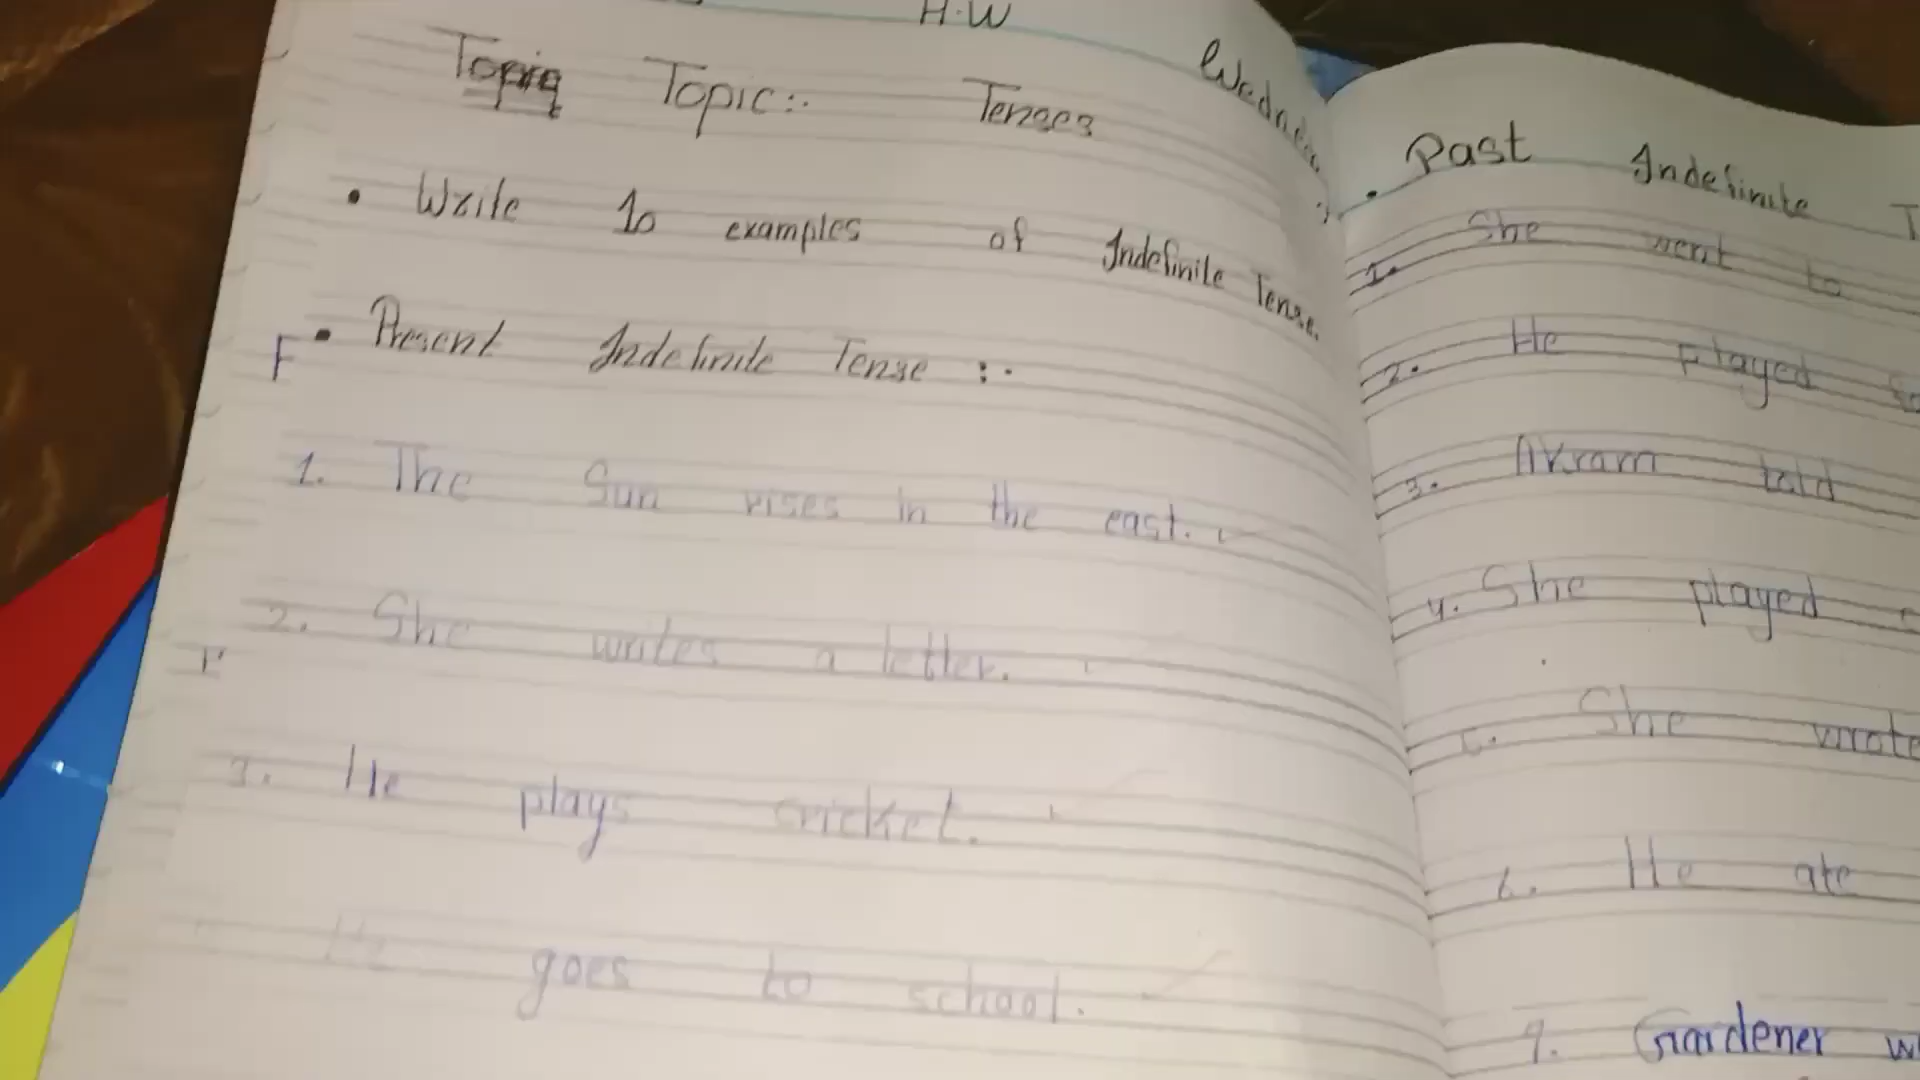 H.W
Wednes
Topic Topic:. Tenses
• Write 10 examples of Indefinite Tense.
• Present Indefinite Tense :.
1. The Sun rises in the east.
2. She writes a letter.
3. He plays cricket.
He goes to school.
• Past Indefinite T
1. She went to
2. He Played
3. Akram told
4. She played
5. She wrote
6. He ate
7. Gardener w